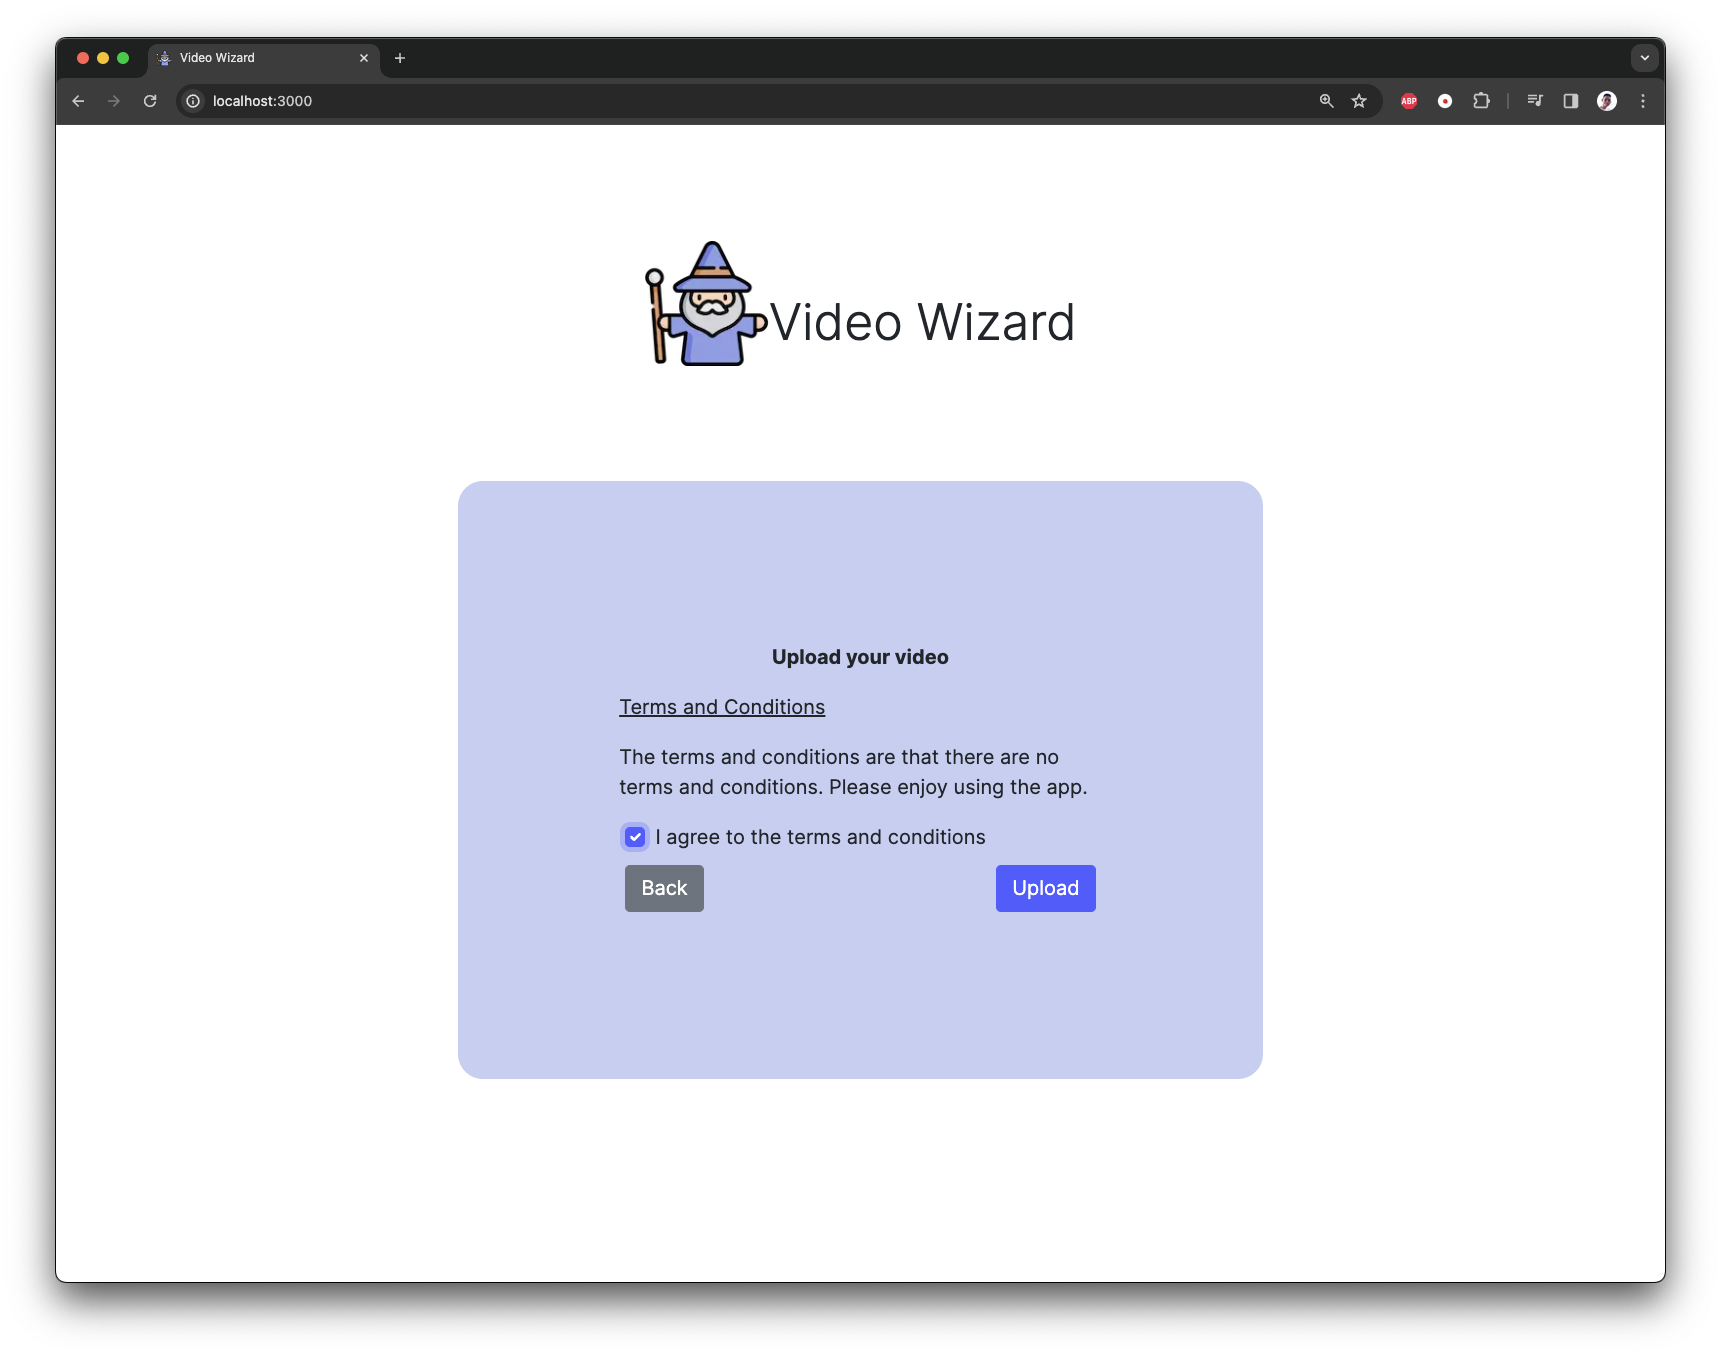 Video Wizard
localhost:3000
ABP
Video Wizard
Upload your video
Terms and Conditions
The terms and conditions are that there are no
terms and conditions. Please enjoy using the app.
I agree to the terms and conditions
Back
Upload